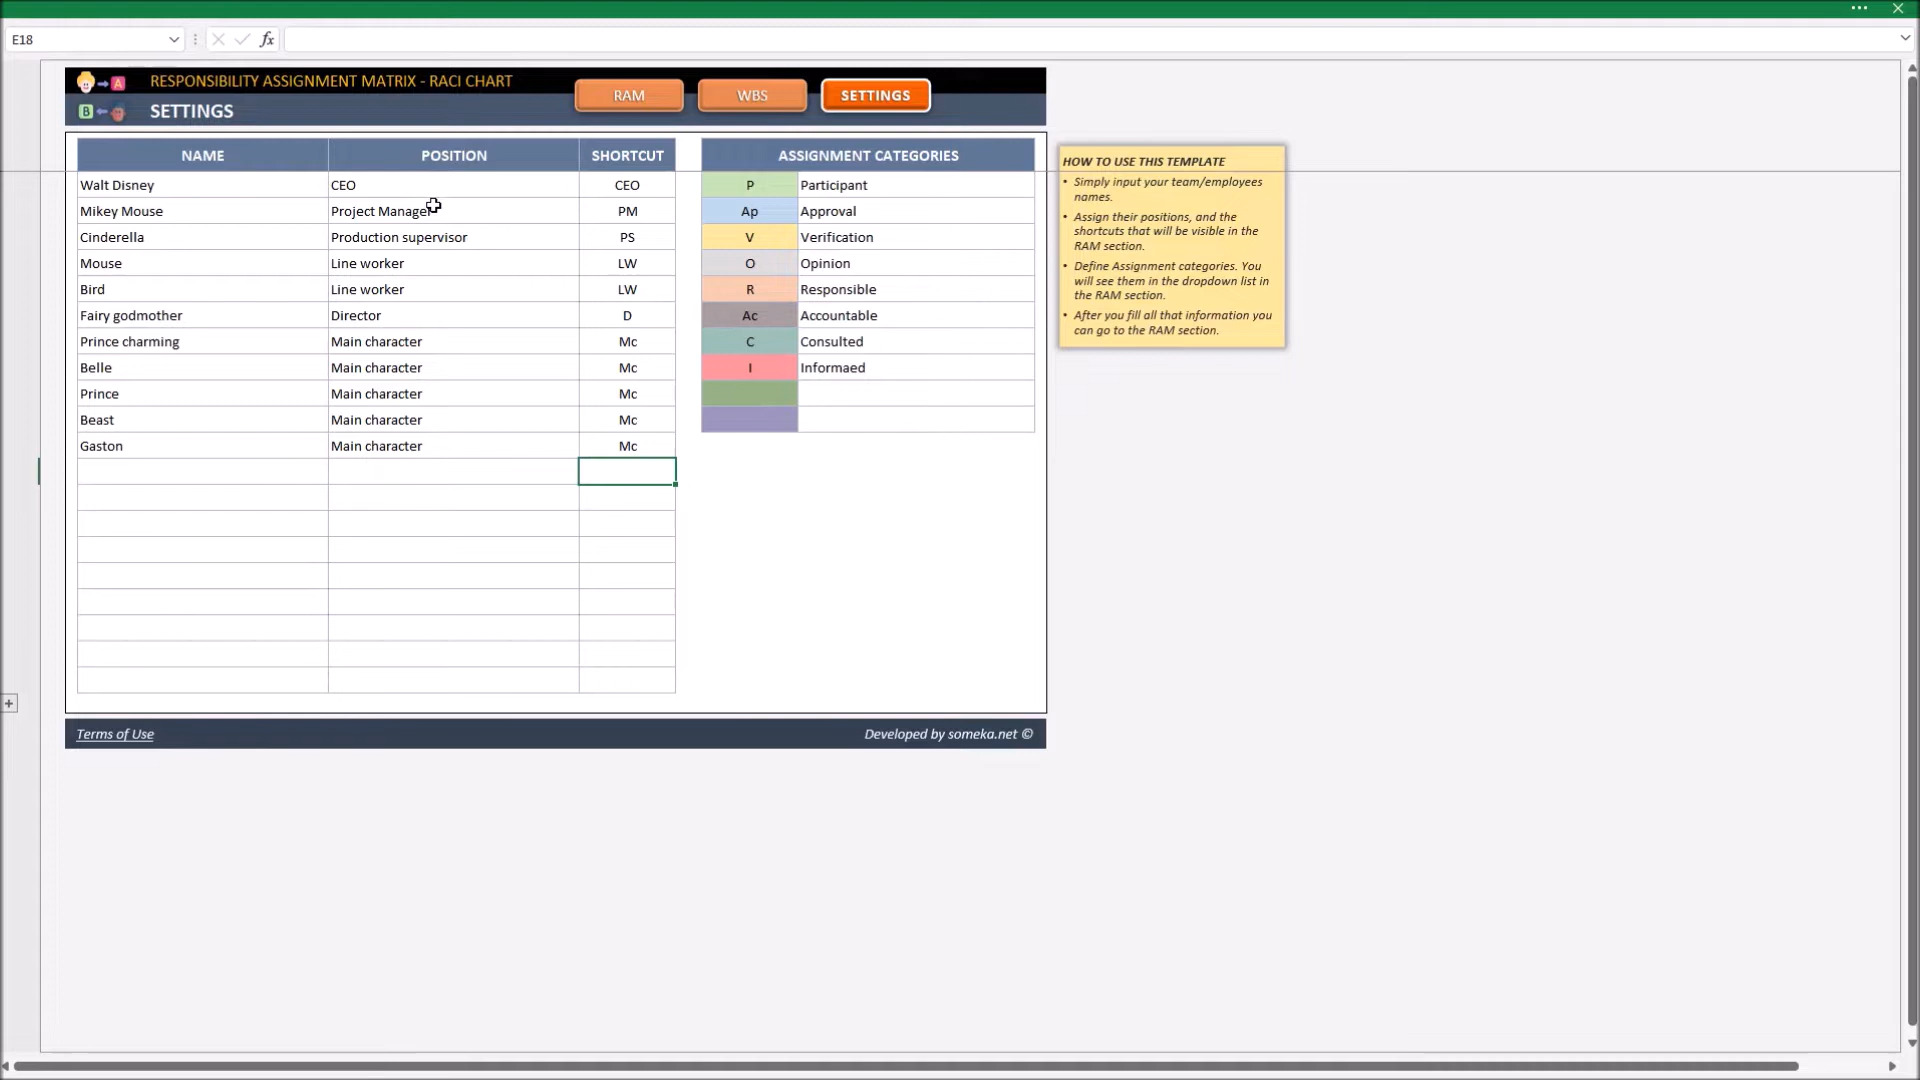 E18
fx
RESPONSIBILITY ASSIGNMENT MATRIX - RACI CHART
SETTINGS
RAM WBS SETTINGS
NAME POSITION SHORTCUT
Walt Disney CEO CEO
Mikey Mouse Project Manager PM
Cinderella Production supervisor PS
Mouse Line worker LW
Bird Line worker LW
Fairy godmother Director D
Prince charming Main character Mc
Belle Main character Mc
Prince Main character Mc
Beast Main character Mc
Gaston Main character Mc
ASSIGNMENT CATEGORIES
P Participant
Ap Approval
V Verification
O Opinion
R Responsible
Ac Accountable
C Consulted
I Informaed
HOW TO USE THIS TEMPLATE
• Simply input your team/employees
names.
• Assign their positions, and the
shortcuts that will be visible in the
RAM section.
• Define Assignment categories. You
will see them in the dropdown list in
the RAM section.
• After you fill all that information you
can go to the RAM section.
Terms of Use
Developed by someka.net ©
A
B